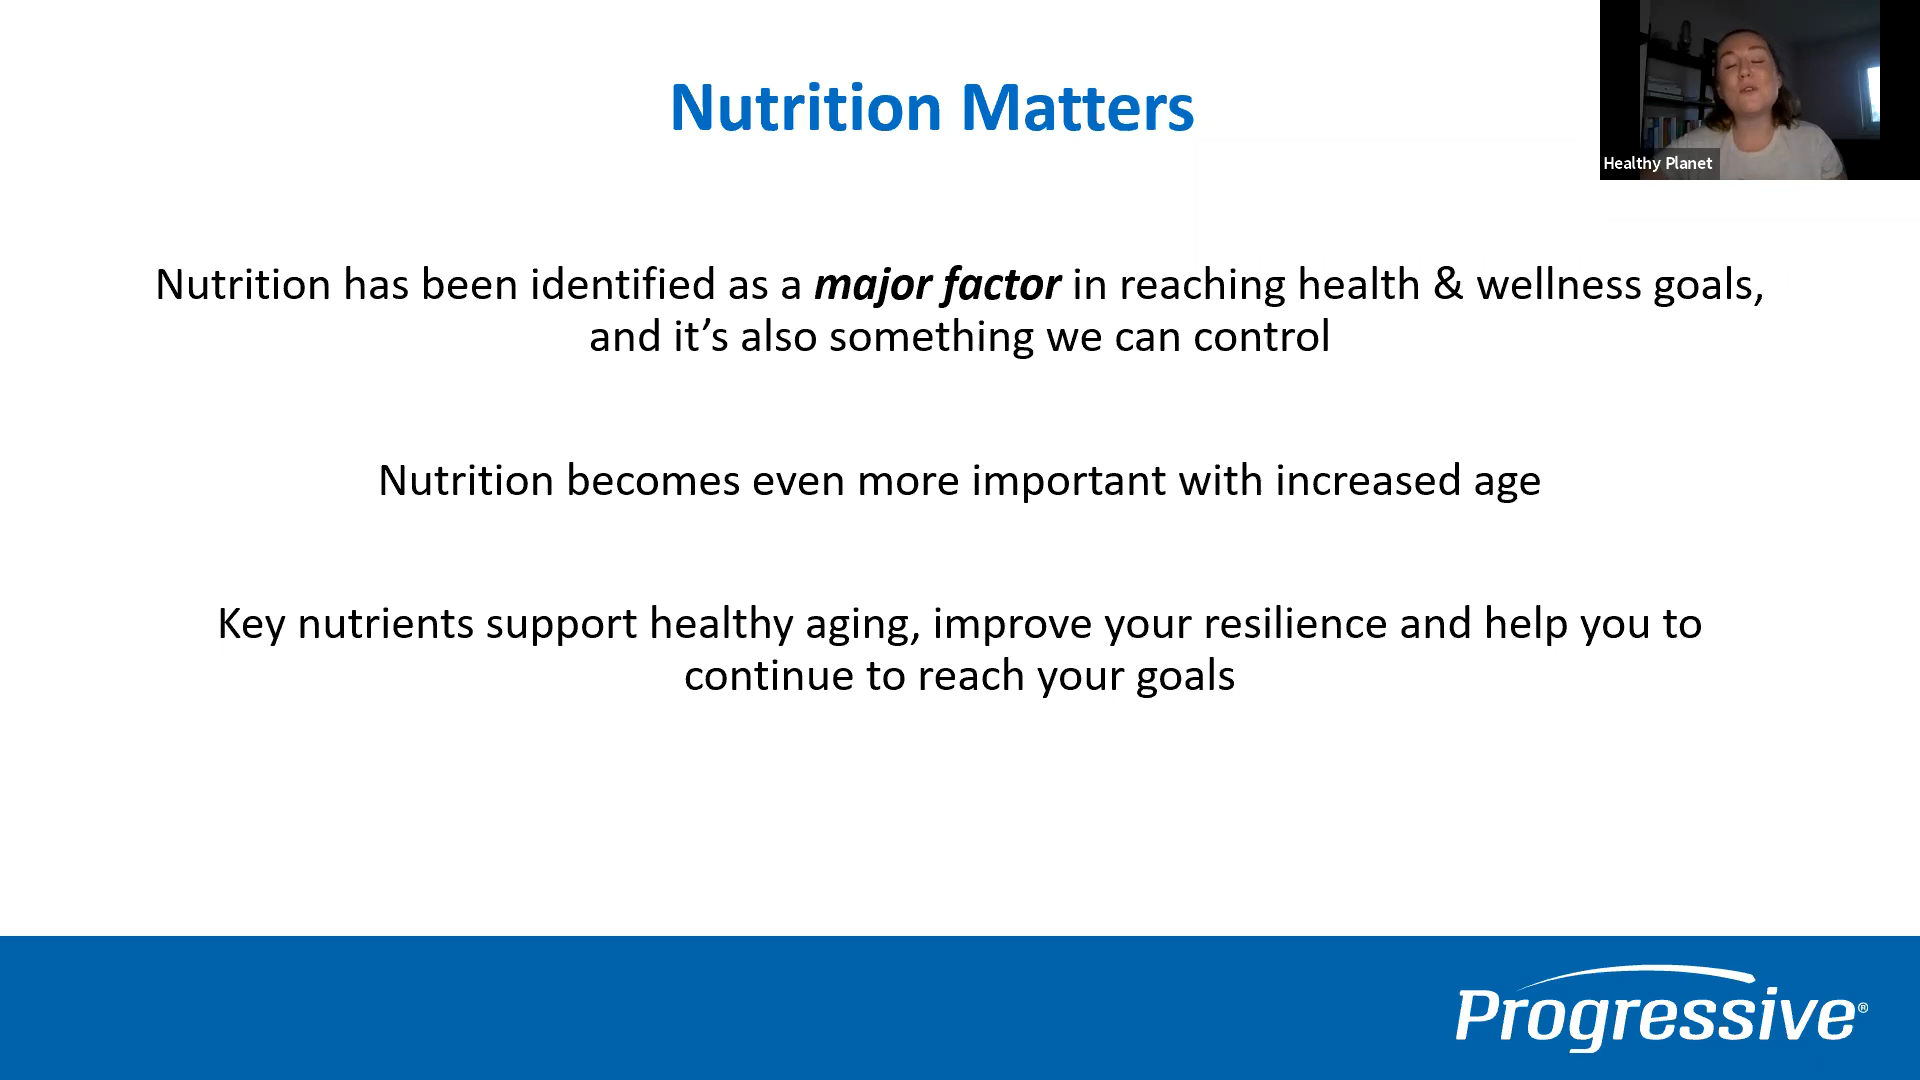 Nutrition Matters
Healthy Planet
Nutrition has been identified as a major factor in reaching health & wellness goals,
and it’s also something we can control
Nutrition becomes even more important with increased age
Key nutrients support healthy aging, improve your resilience and help you to
continue to reach your goals
Progressive®